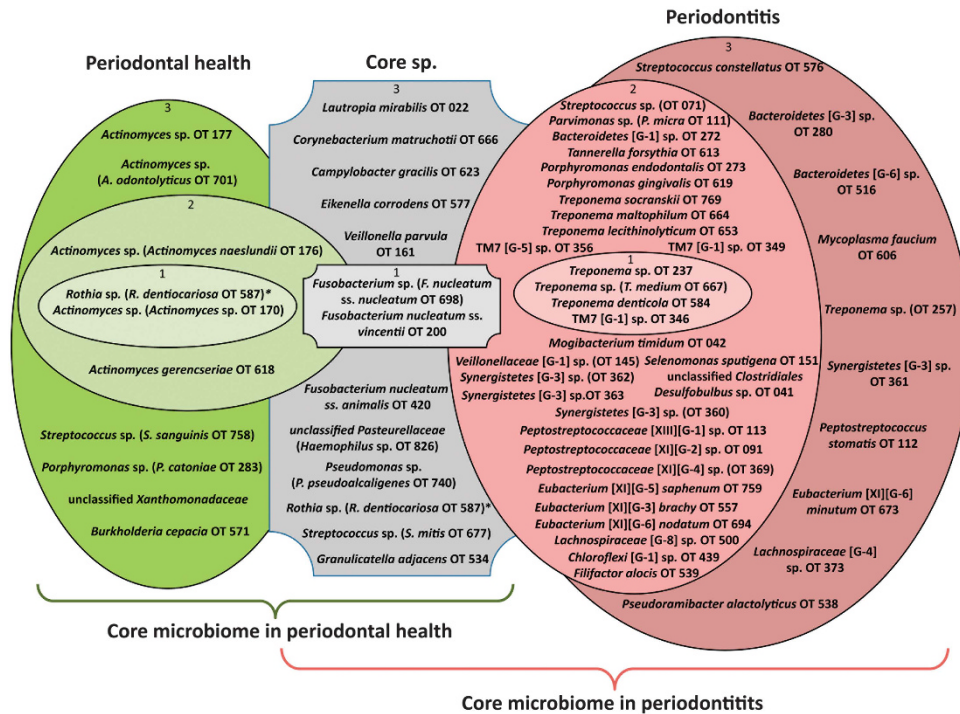 Periodontitis
Periodontal health
Core sp.
3
Actinomyces sp. OT 177
Actinomyces sp.
(A. odontolyticus OT 701)
2
Actinomyces sp. (Actinomyces naeslundii OT 176)
1
Rothia sp. (R. dentiocariosa OT 587)*
Actinomyces sp. (Actinomyces sp. OT 170)
Actinomyces gerencseriae OT 618
Streptococcus sp. (S. sanguinis OT 758)
Porphyromonas sp. (P. catoniae OT 283)
unclassified Xanthomonadaceae
Burkholderia cepacia OT 571
3
Lautropia mirabilis OT 022
Corynebacterium matruchotii OT 666
Campylobacter gracilis OT 623
Eikenella corrodens OT 577
Veillonella parvula
OT 161
1
Fusobacterium sp. (F. nucleatum
ss. nucleatum OT 698)
Fusobacterium nucleatum ss.
vincentii OT 200
Fusobacterium nucleatum
ss. animalis OT 420
unclassified Pasteurellaceae
(Haemophilus sp. OT 826)
Pseudomonas sp.
(P. pseudoalcaligenes OT 740)
Rothia sp. (R. dentiocariosa OT 587)*
Streptococcus sp. (S. mitis OT 677)
Granulicatella adjacens OT 534
2
Streptococcus sp. (OT 071)
Parvimonas sp. (P. micra OT 111)
Bacteroidetes [G-1] sp. OT 272
Tannerella forsythia OT 613
Porphyromonas endodontalis OT 273
Porphyromonas gingivalis OT 619
Treponema socranskii OT 769
Treponema maltophilum OT 664
Treponema lecithinolyticum OT 653
TM7 [G-5] sp. OT 356 TM7 [G-1] sp. OT 349
1
Treponema sp. OT 237
Treponema sp. (T. medium OT 667)
Treponema denticola OT 584
TM7 [G-1] sp. OT 346
Mogibacterium timidum OT 042
Veillonellaceae [G-1] sp. (OT 145) Selenomonas sputigena OT 151
Synergistetes [G-3] sp. (OT 362) unclassified Clostridiales
Synergistetes [G-3] sp.OT 363 Desulfobulbus sp. OT 041
Synergistetes [G-3] sp. (OT 360)
Peptostreptococcaceae [XIII][G-1] sp. OT 113
Peptostreptococcaceae [XI][G-2] sp. OT 091
Peptostreptococcaceae [XI][G-4] sp. (OT 369)
Eubacterium [XI][G-5] saphenum OT 759
Eubacterium [XI][G-3] brachy OT 557
Eubacterium [XI][G-6] nodatum OT 694
Lachnospiraceae [G-8] sp. OT 500
Chloroflexi [G-1] sp. OT 439
Filifactor alocis OT 539
3
Streptococcus constellatus OT 576
Bacteroidetes [G-3] sp.
OT 280
Bacteroidetes [G-6] sp.
OT 516
Mycoplasma faucium
OT 606
Treponema sp. (OT 257)
Synergistetes [G-3] sp.
OT 361
Peptostreptococcus
stomatis OT 112
Eubacterium [XI][G-6]
minutum OT 673
Lachnospiraceae [G-4]
sp. OT 373
Pseudoramibacter alactolyticus OT 538
Core microbiome in periodontal health
Core microbiome in periodontitits